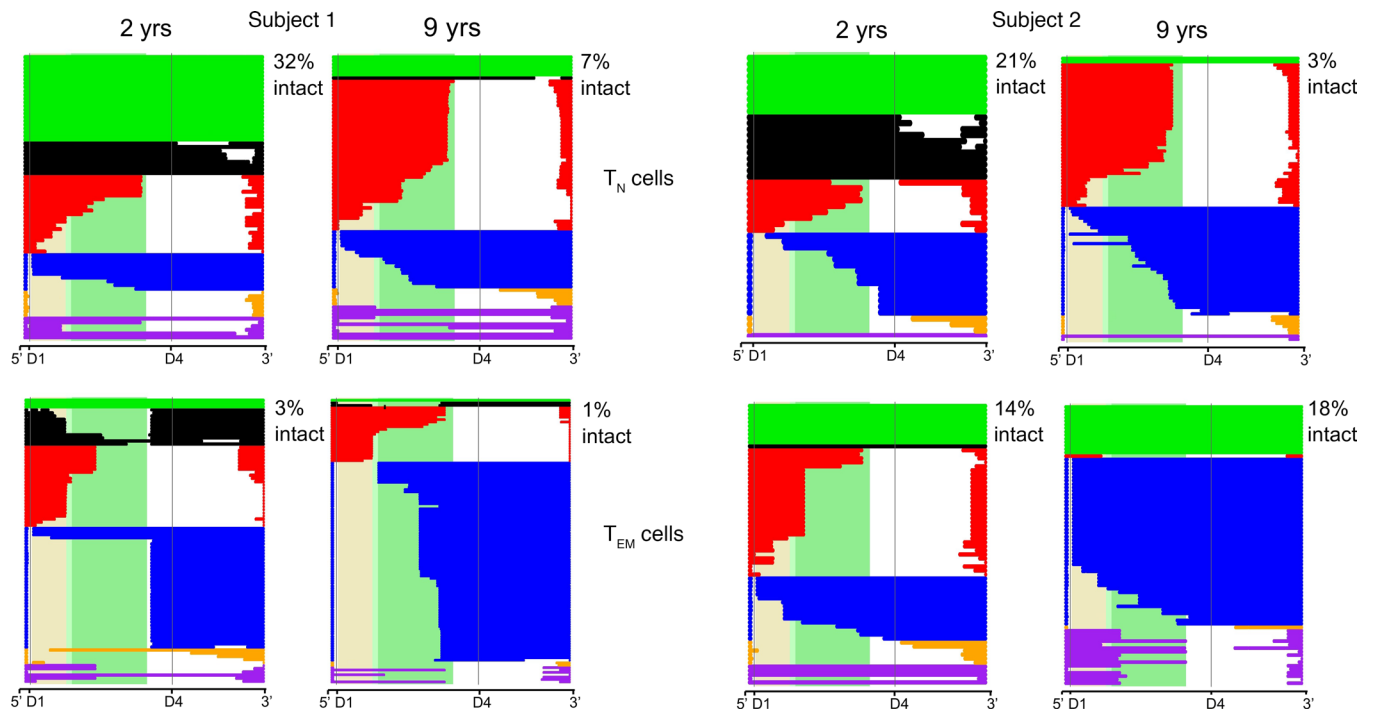 Subject 1
Subject 2
2 yrs
9 yrs
2 yrs
9 yrs
32%
intact
7%
intact
21%
intact
3%
intact
TN cells
5' D1 D4 3'
5' D1 D4 3'
5' D1 D4 3'
5' D1 D4 3'
3%
intact
1%
intact
14%
intact
18%
intact
TEM cells
5' D1 D4 3'
5' D1 D4 3'
5' D1 D4 3'
5' D1 D4 3'